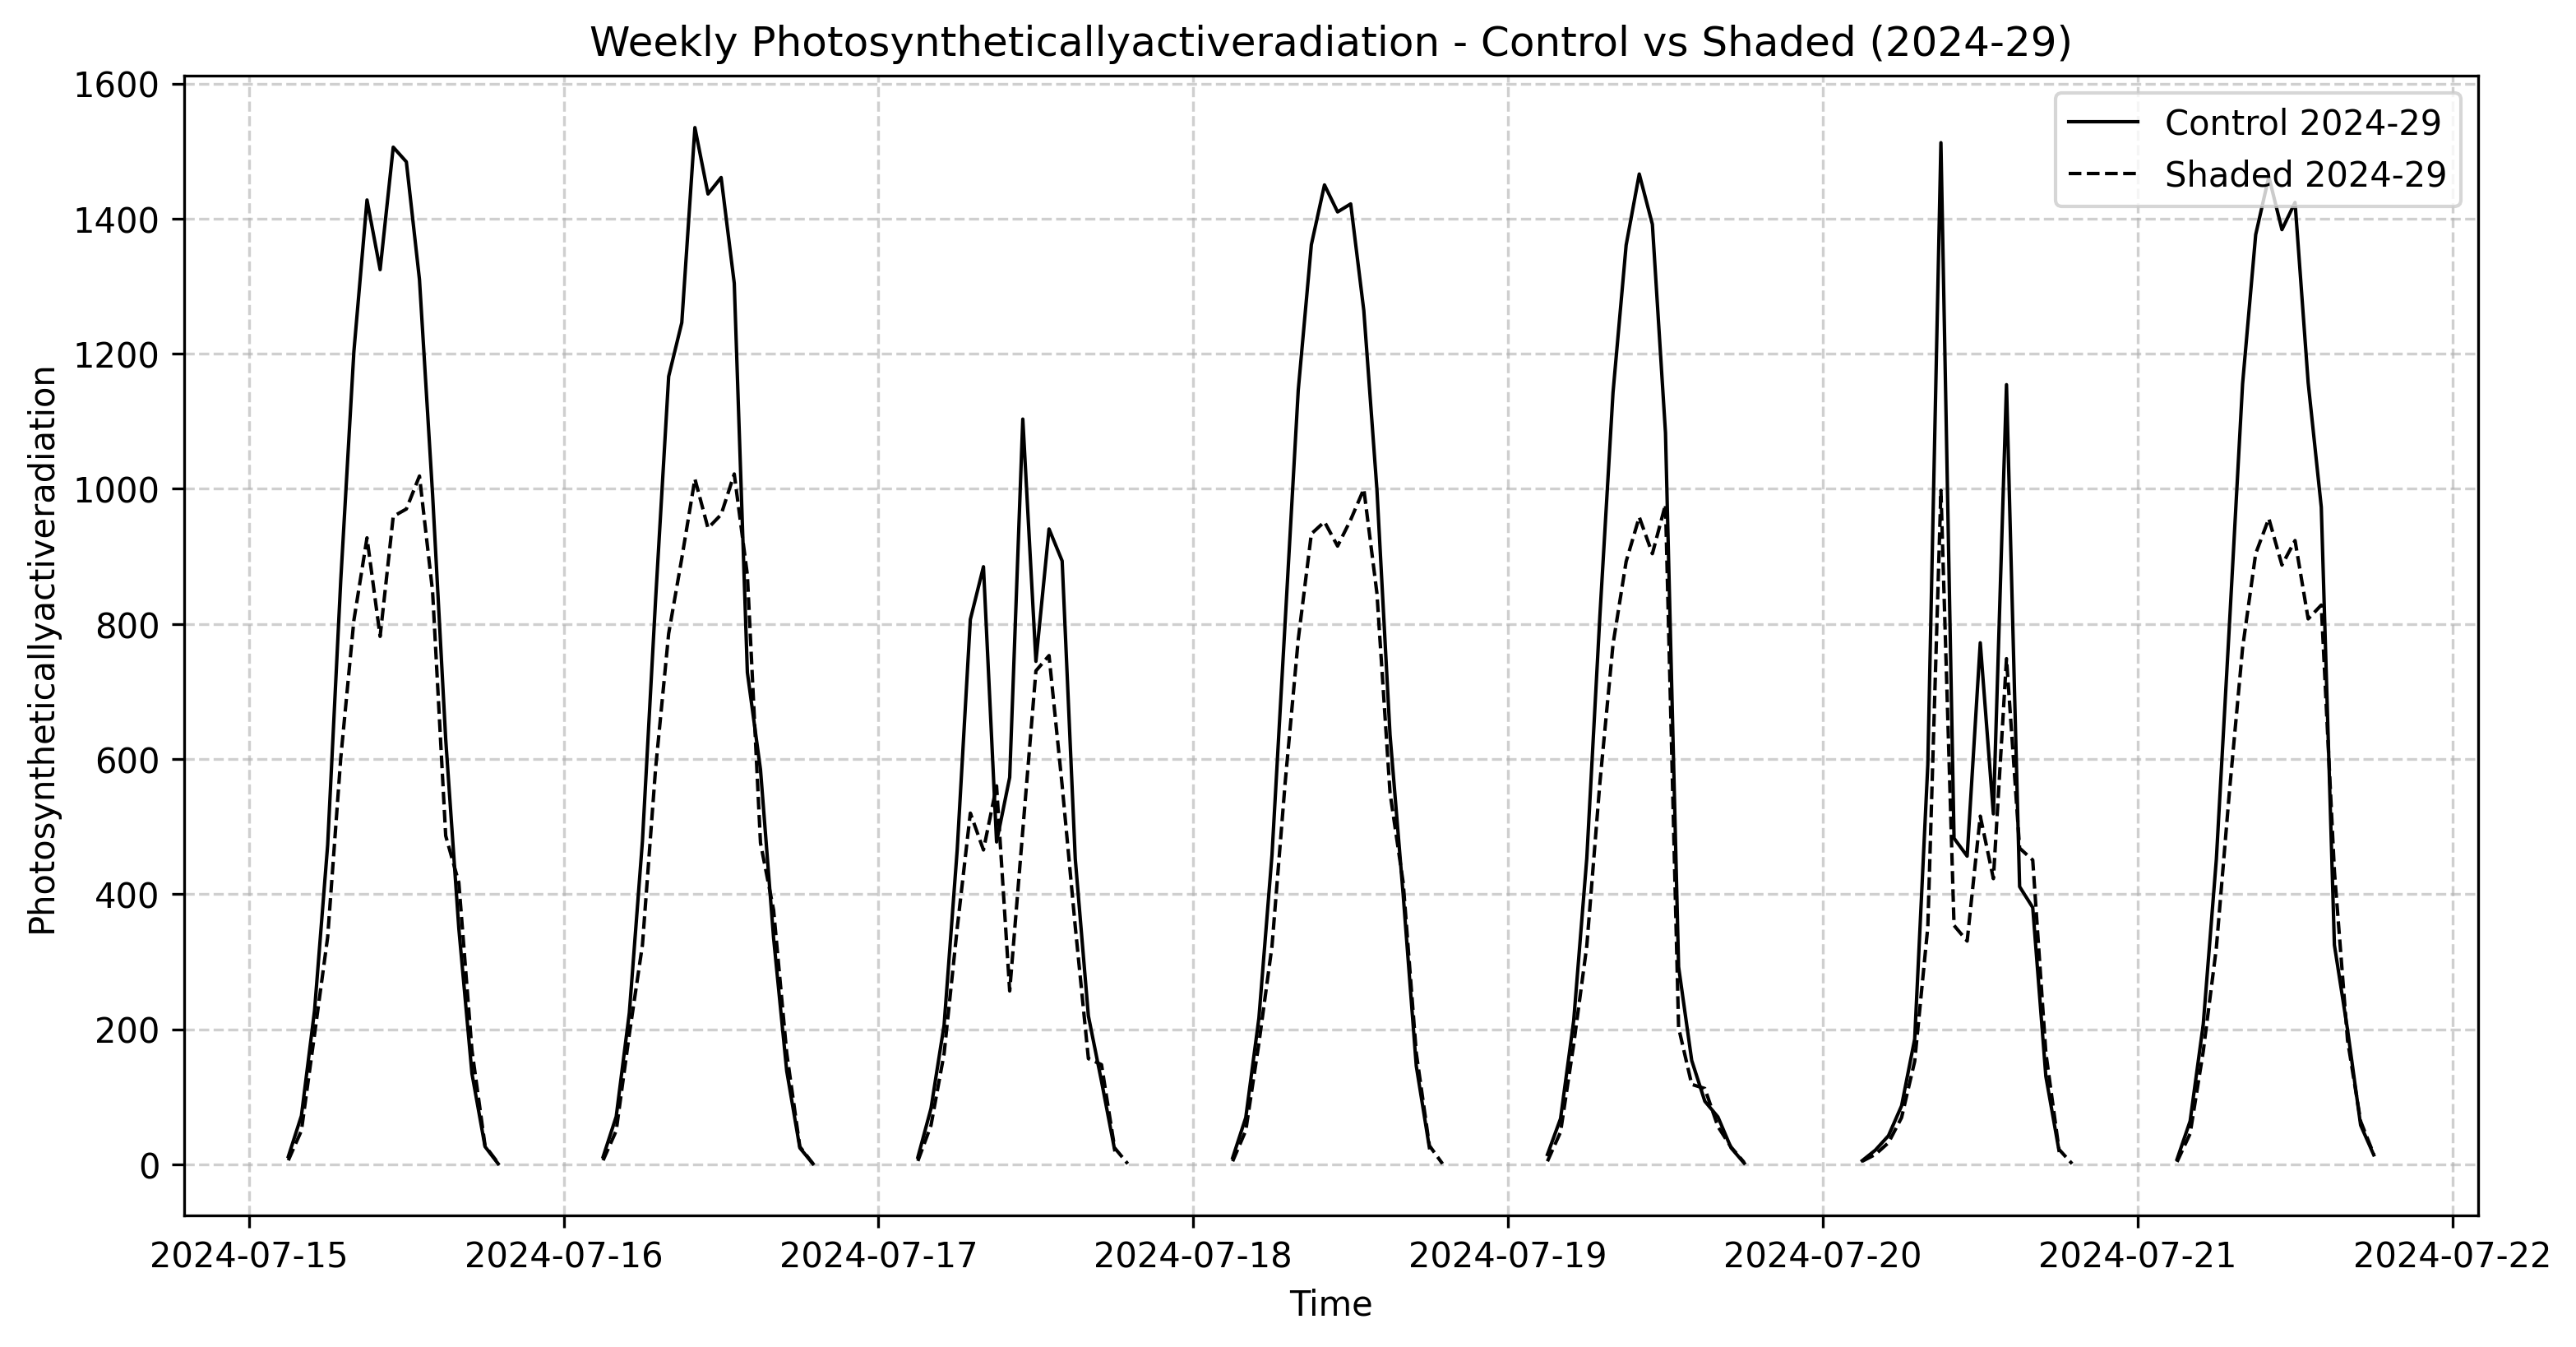 Weekly Photosyntheticallyactiveradiation - Control vs Shaded (2024-29)
Control 2024-29
Shaded 2024-29
Photosyntheticallyactiveradiation
1600
1400
1200
1000
800
600
400
200
0
2024-07-15 2024-07-16 2024-07-17 2024-07-18 2024-07-19 2024-07-20 2024-07-21 2024-07-22
Time